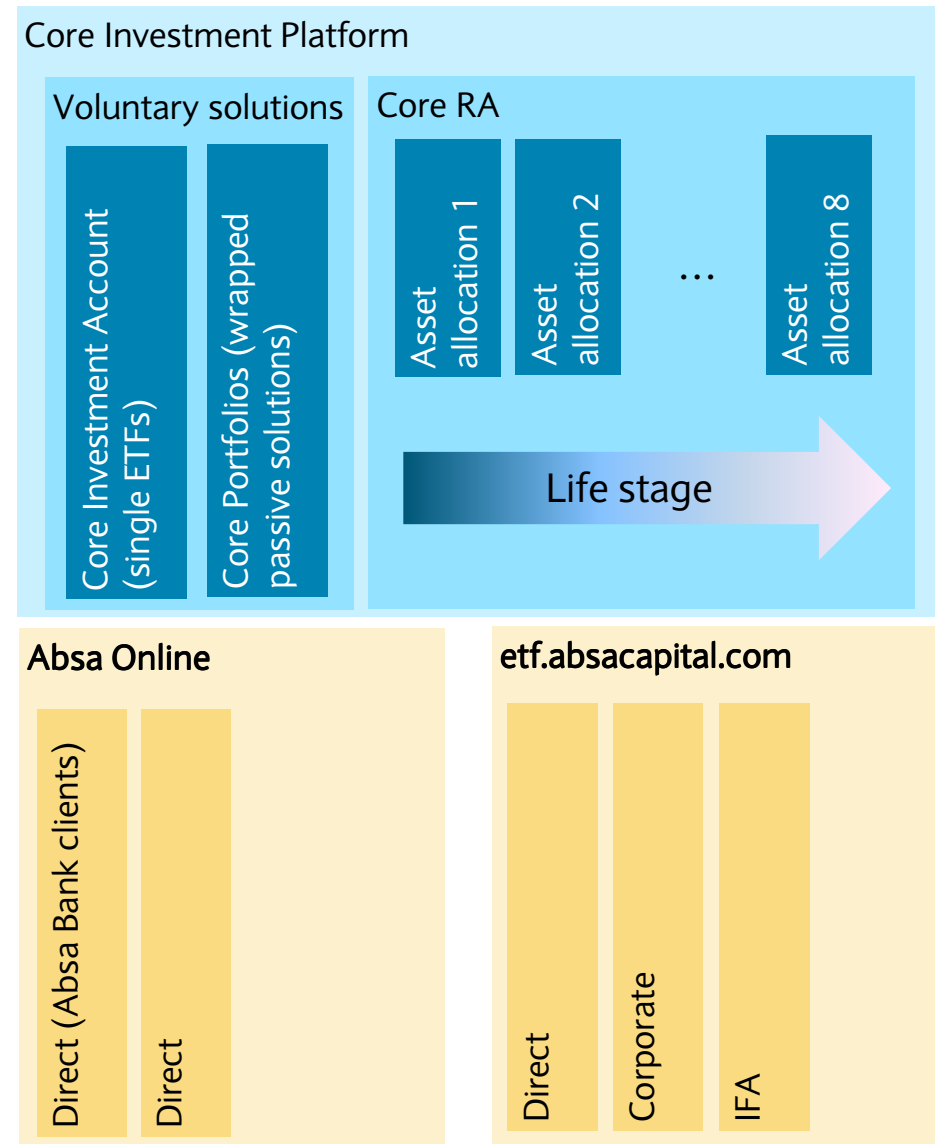 Core Investment Platform
Voluntary solutions
Core Investment Account
(single ETFs)
Core Portfolios (wrapped
passive solutions)
Core RA
Asset
allocation 1
Asset
allocation 2
...
Asset
allocation 8
Life stage
Absa Online
Direct (Absa Bank clients)
Direct
etf.absacapital.com
Direct
Corporate
IFA